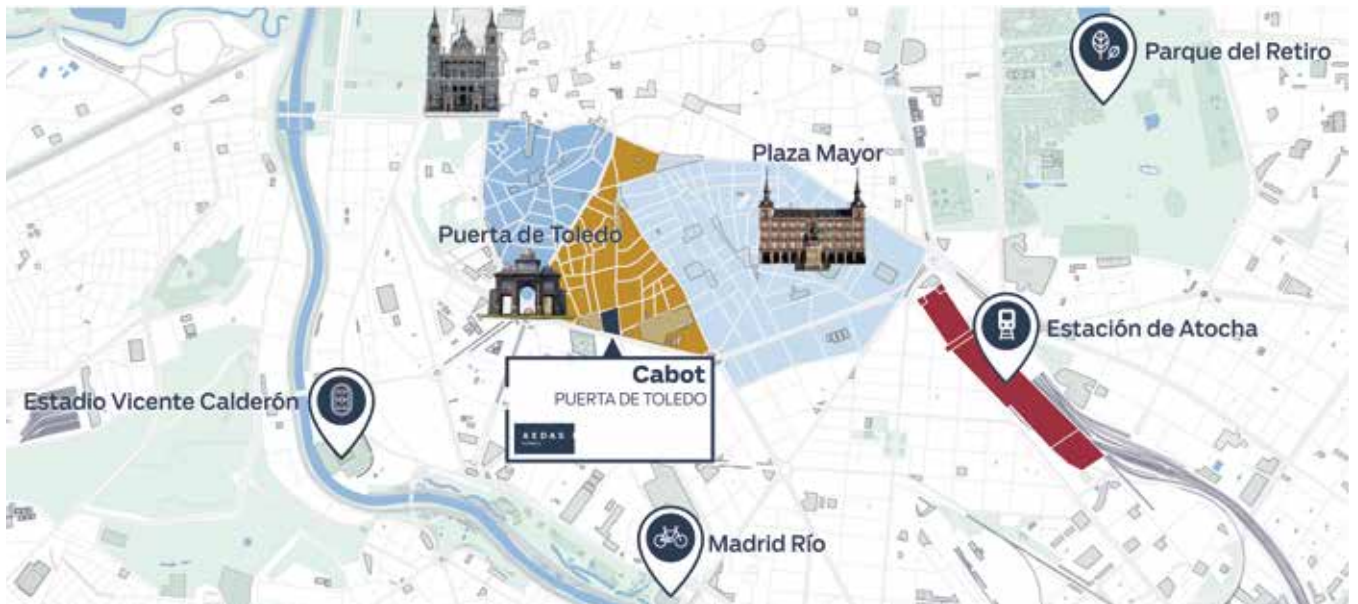 Parque del Retiro
Plaza Mayor
Puerta de Toledo
Estación de Atocha
Cabot
PUERTA DE TOLEDO
AEDAS
Estadio Vicente Calderón
Madrid Río